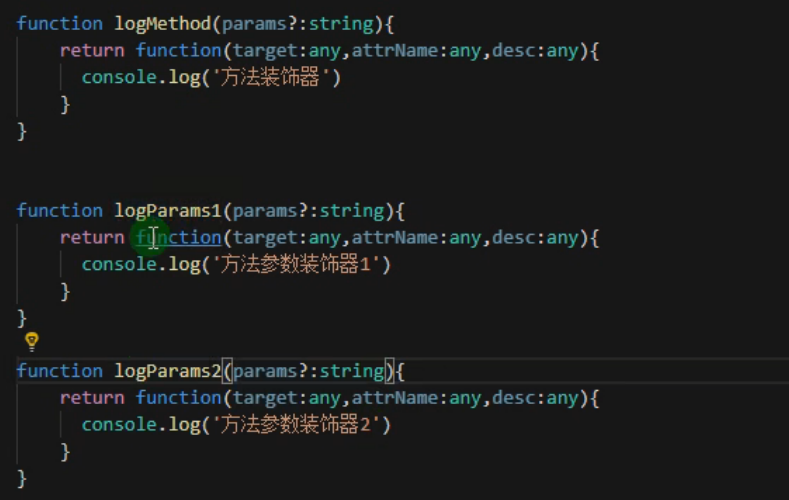 function logMethod(params?:string){
return function(target:any,attrName:any,desc:any){
console.log('方法装饰器')
}
}
function logParams1(params?:string){
return function(target:any,attrName:any,desc:any){
console.log('方法参数装饰器1')
}
}
function logParams2(params?:string){
return function(target:any,attrName:any,desc:any){
console.log('方法参数装饰器2')
}
}